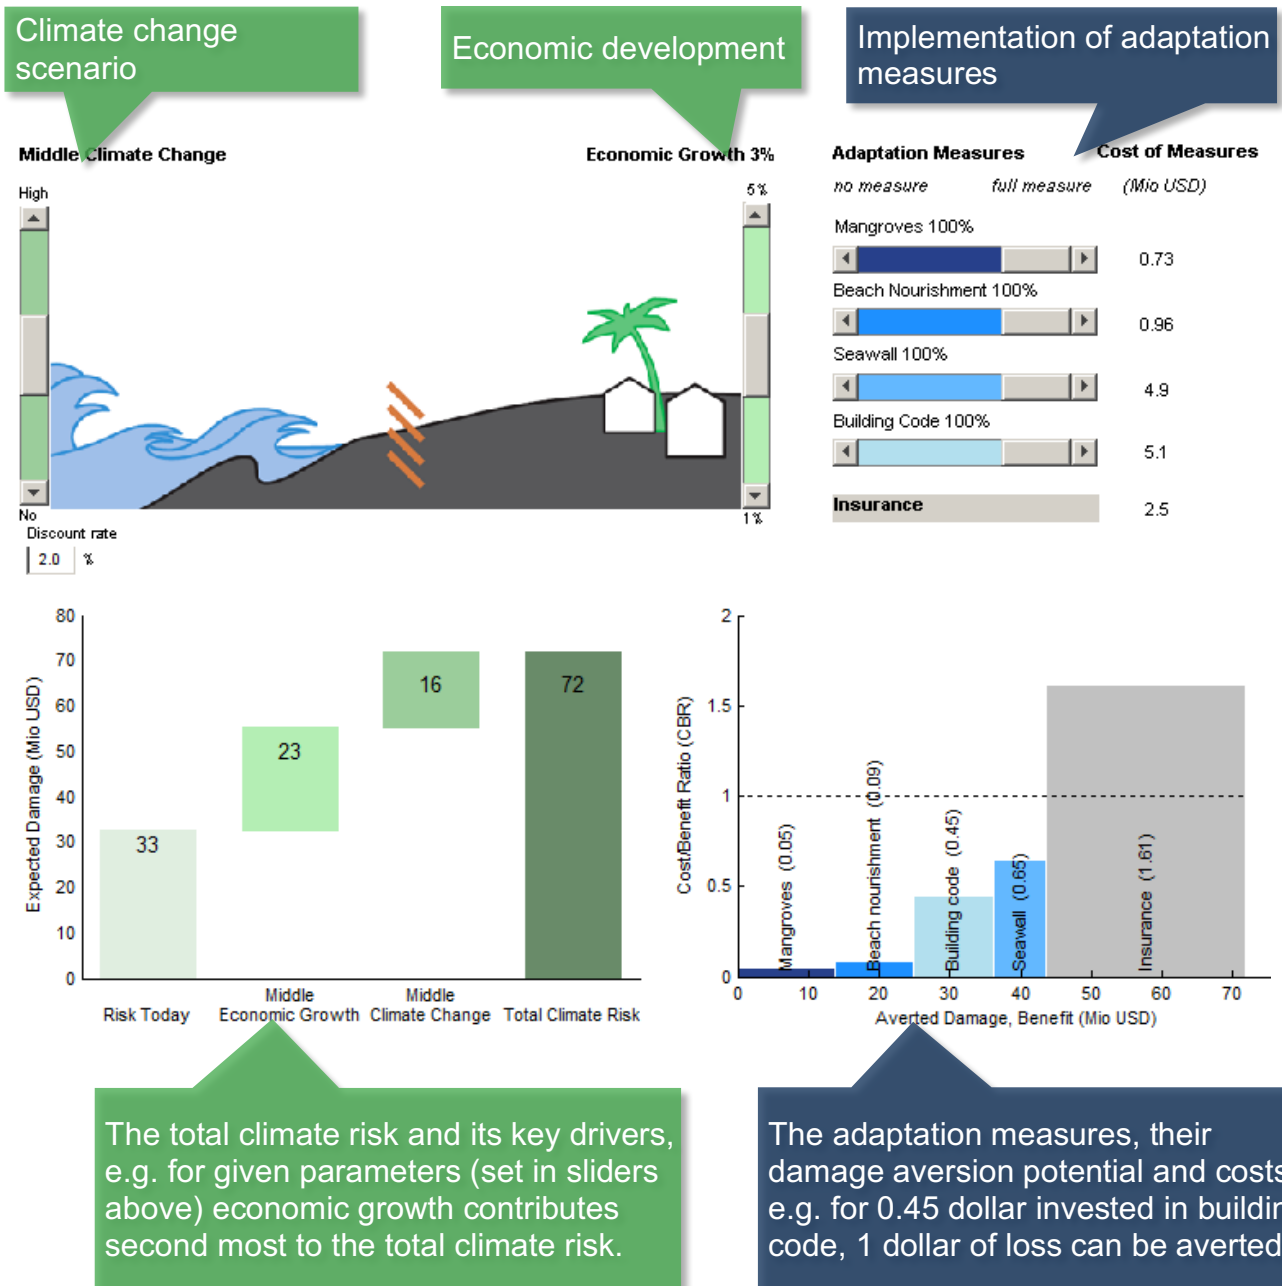 Climate change
scenario
Economic development
Implementation of adaptation
measures
Middle Climate Change
Economic Growth 3%
Adaptation Measures
Cost of Measures
no measure
full measure
(Mio USD)
High
5 %
Mangroves 100%
0.73
Beach Nourishment 100%
0.96
Seawall 100%
4.9
Building Code 100%
5.1
Insurance
2.5
No
1 %
Discount rate
2.0 %
80
70
60
50
40
30
20
10
0
Expected Damage (Mio USD)
33
23
16
72
Risk Today
Middle
Economic Growth
Middle
Climate Change
Total Climate Risk
2
1.5
1
0.5
0
Cost/Benefit Ratio (CBR)
Mangroves (0.05)
Beach nourishment (0.09)
Building code (0.45)
Seawall (0.65)
Insurance (1.61)
0 10 20 30 40 50 60 70
Averted Damage, Benefit (Mio USD)
The total climate risk and its key drivers,
e.g. for given parameters (set in sliders
above) economic growth contributes
second most to the total climate risk.
The adaptation measures, their
damage aversion potential and costs
e.g. for 0.45 dollar invested in buildin
code, 1 dollar of loss can be averted